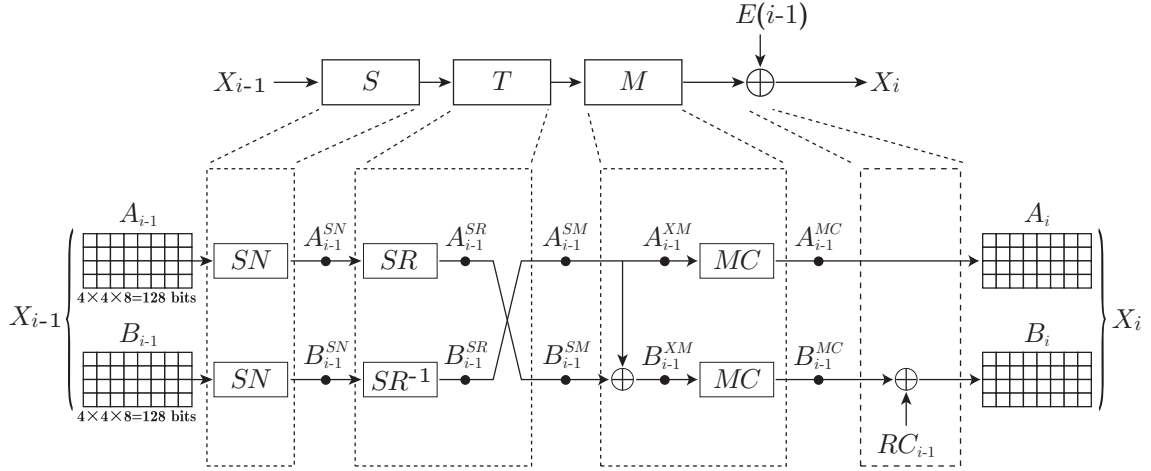 E(i-1)
X_{i-1} S T M X_i
A_{i-1} A_{i-1}^{SN} A_{i-1}^{SR} A_{i-1}^{SM} A_{i-1}^{XM} A_{i-1}^{MC} A_i
SN SR MC
4×4×8=128 bits
X_{i-1} X_i
B_{i-1} B_{i-1}^{SN} B_{i-1}^{SR} B_{i-1}^{SM} B_{i-1}^{XM} B_{i-1}^{MC} B_i
SN SR^{-1} MC
4×4×8=128 bits
RC_{i-1}